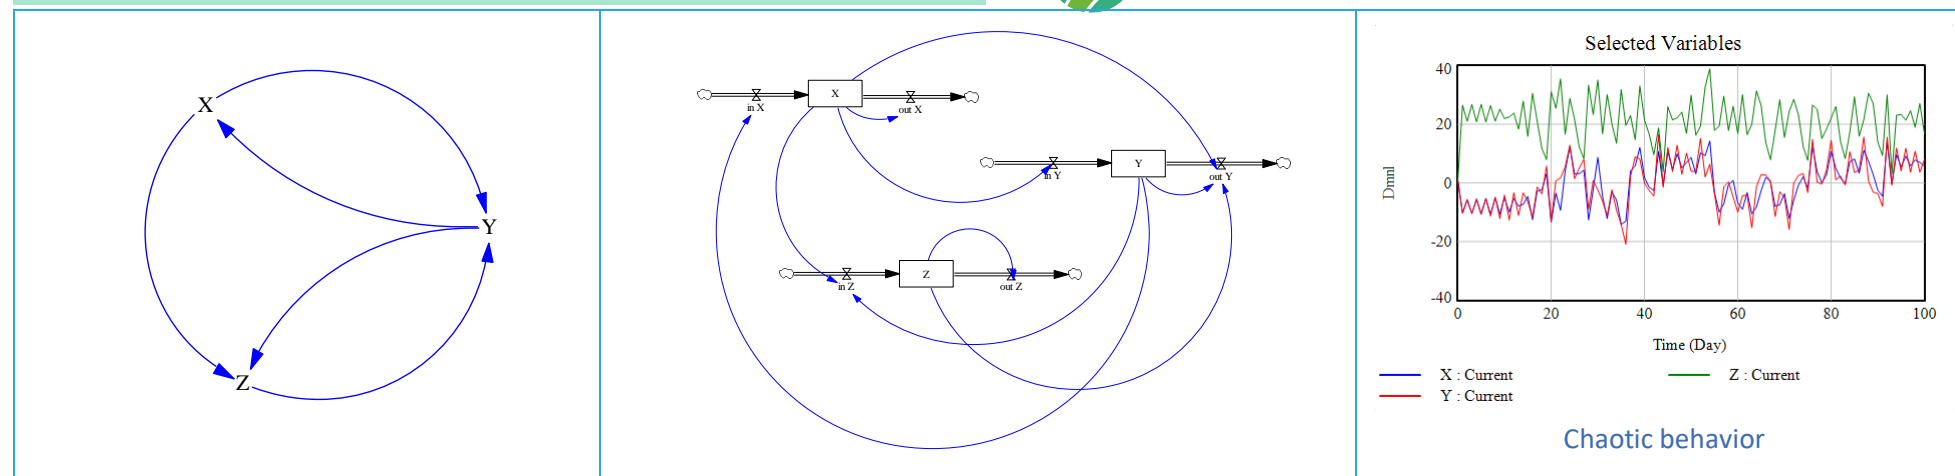 X
Y
Z
X
in X
out X
Y
in Y
out Y
Z
in Z
out Z
Selected Variables
40
20
0
-20
-40
Dmnl
0 20 40 60 80 100
Time (Day)
X : Current Z : Current
Y : Current
Chaotic behavior